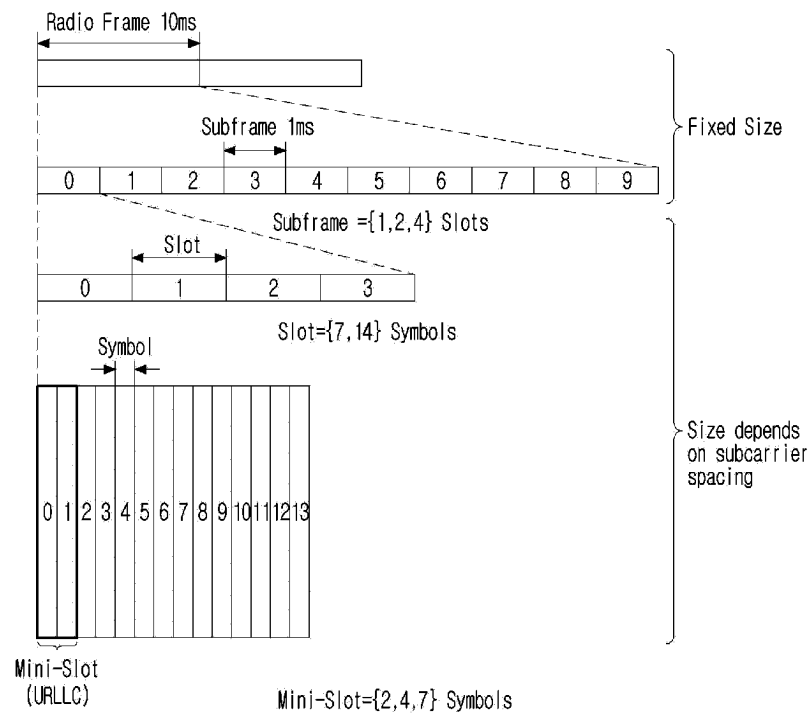 Radio Frame 10ms
Fixed Size
Subframe 1ms
0 1 2 3 4 5 6 7 8 9
Subframe ={1,2,4} Slots
Slot
0 1 2 3
Slot={7,14} Symbols
Symbol
Size depends
on subcarrier
spacing
0 1 2 3 4 5 6 7 8 9 10 11 12 13
Mini-Slot
(URLLC)
Mini-Slot={2,4,7} Symbols